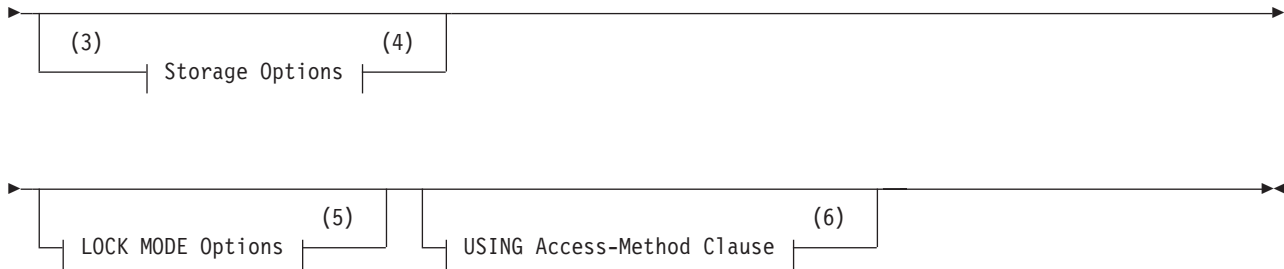 (3) (4)
Storage Options
(5) (6)
LOCK MODE Options USING Access-Method Clause